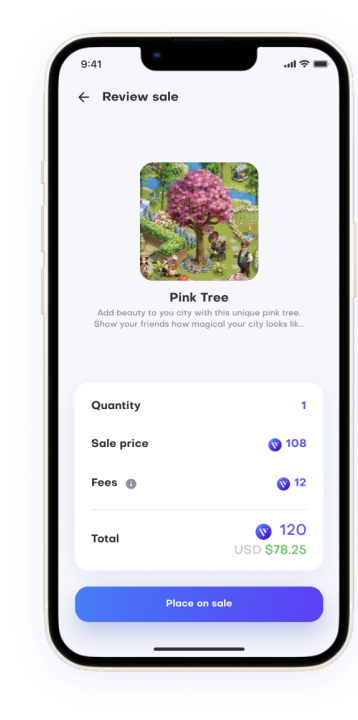 9:41
Review sale
Pink Tree
Add beauty to you city with this unique pink tree.
Show your friends how magical your city looks lik...
Quantity 1
Sale price 108
Fees 12
Total 120
USD $78.25
Place on sale